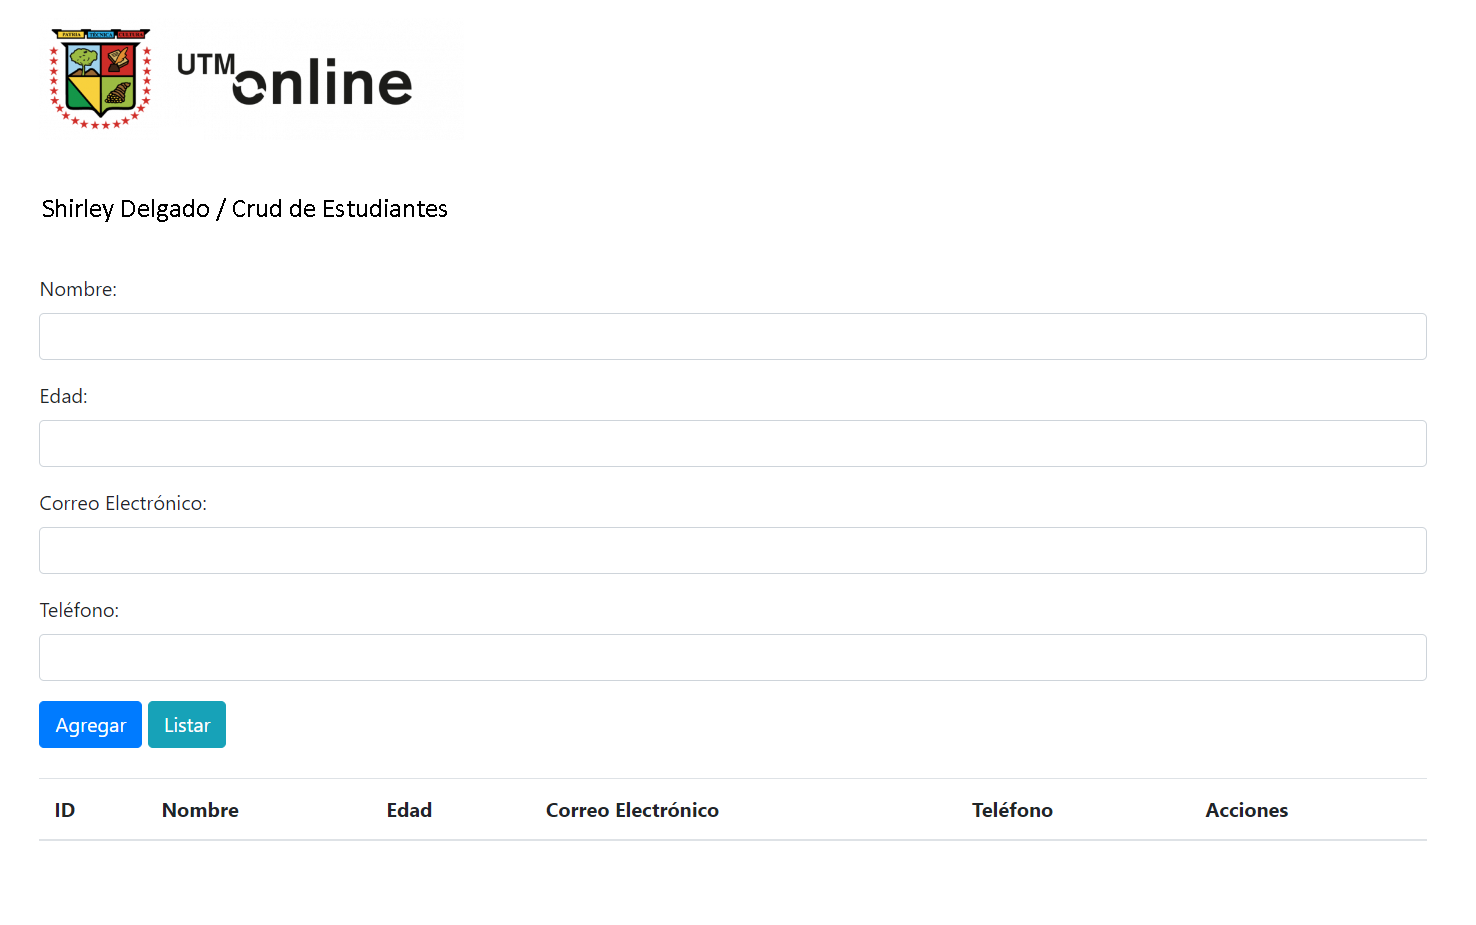 PATRIA TÉCNICA CULTURA
UTM online
Shirley Delgado / Crud de Estudiantes
Nombre:
Edad:
Correo Electrónico:
Teléfono:
Agregar Listar
ID Nombre Edad Correo Electrónico Teléfono Acciones